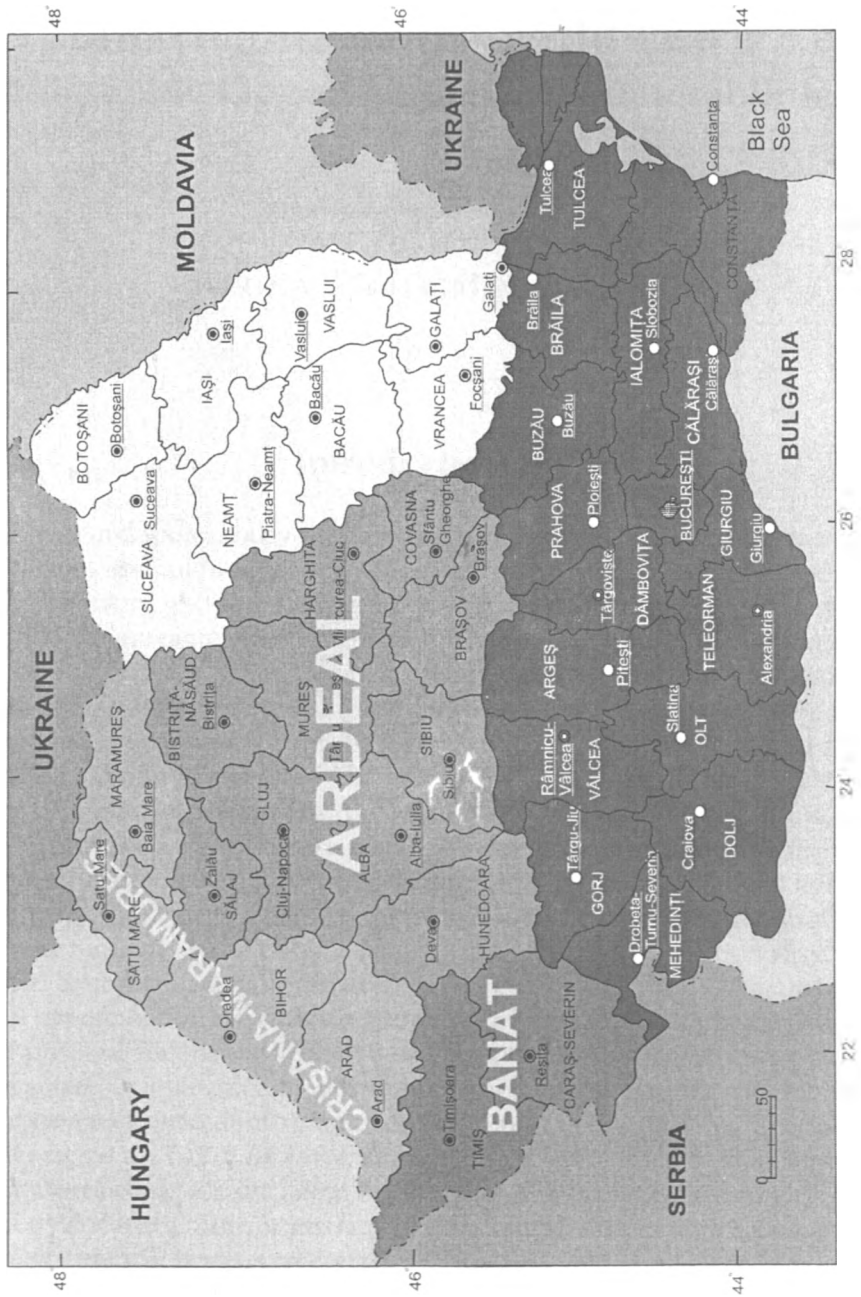 48°
46°
44°
UKRAINE
MOLDAVIA
UKRAINE
HUNGARY
SERBIA
BULGARIA
Black
Sea
CRIŞANA-MARAMUREŞ
ARDEAL
BANAT
SATU MARE
Satu Mare
MARAMUREŞ
Baia Mare
SUCEAVA
Suceava
BOTOŞANI
Botoşani
IAŞI
Iaşi
NEAMŢ
Piatra-Neamt
BISTRIŢA-
NĂSĂUD
Bistriţa
SĂLAJ
Zalău
BIHOR
Oradea
CLUJ
Cluj-Napoca
MUREŞ
HARGHITA
BACĂU
Bacău
VASLUI
Vaslui
ARAD
Arad
ALBA
Alba-Iulia
SIBIU
Sibiu
BRAŞOV
Braşov
COVASNA
Sfântu
Gheorghe
VRANCEA
Focşani
GALAŢI
Galaţi
TIMIŞ
Timişoara
HUNEDOARA
Deva
CARAŞ-SEVERIN
Reşiţa
GORJ
Târgu-Jiu
Râmnicu-
Vâlcea
VÂLCEA
ARGEŞ
Piteşti
DÂMBOVIŢA
Târgovişte
PRAHOVA
Ploieşti
BUZĂU
Buzău
Brăila
BRĂILA
Tulcea
TULCEA
Drobeta-
Turnu-Severin
MEHEDINŢI
Craiova
DOLJ
Slatina
OLT
TELEORMAN
Alexandria
GIURGIU
Giurgiu
BUCUREŞTI
IALOMIŢA
Slobozia
CĂLĂRAŞI
Călăraşi
CONSTANŢA
Constanţa
0 50
48°
46°
44°
22°
24°
26°
28°